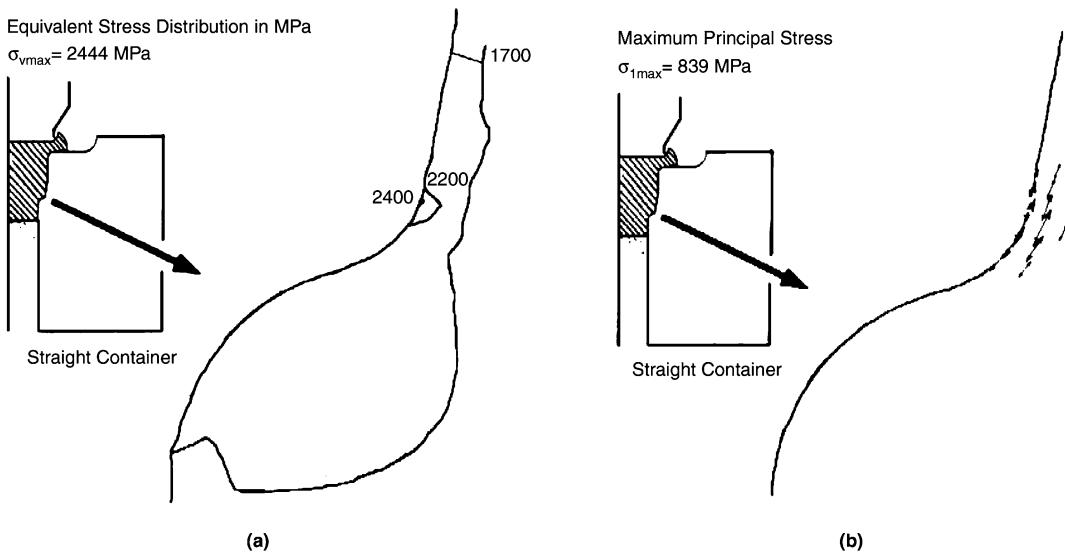 Equivalent Stress Distribution in MPa
σvmax= 2444 MPa
1700
2200
2400
Straight Container
(a)
Maximum Principal Stress
σ1max= 839 MPa
Straight Container
(b)